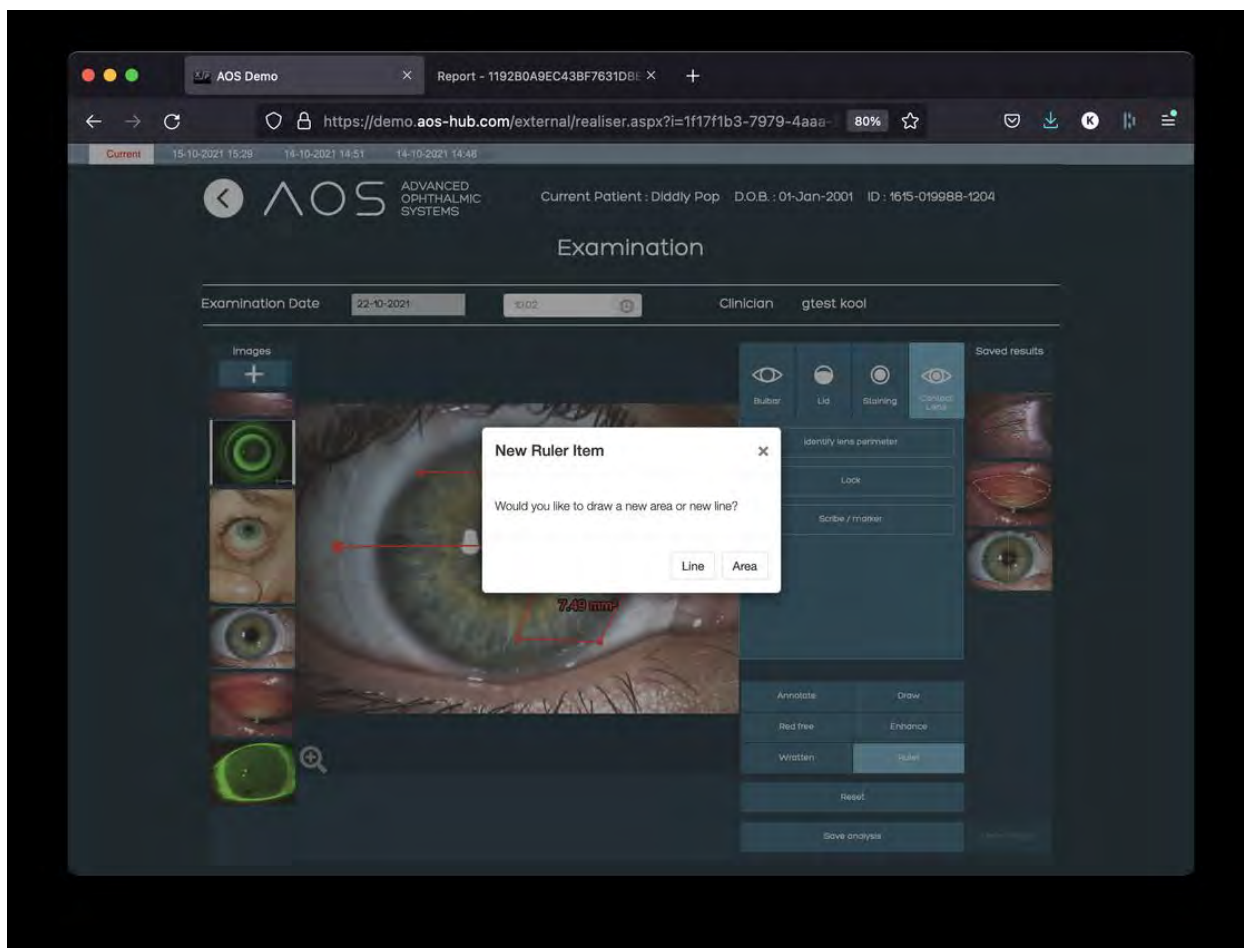 AOS Demo
Report - 1192B0A9EC43BF7631DBE
https://demo.aos-hub.com/external/realiser.aspx?i=1f17f1b3-7979-4aaa-
80%
K
Current 15-10-2021 15:29 14-10-2021 14:51 14-10-2021 14:46
AOS ADVANCED
OPHTHALMIC
SYSTEMS
Current Patient : Diddly Pop D.O.B. : 01-Jan-2001 ID : 1615-019988-1204
Examination
Examination Date 22-10-2021 10:02 Clinician gtest kool
Images
Bulbar Lid Staining Contact
Lens
Saved results
New Ruler Item
Would you like to draw a new area or new line?
Line Area
Identify lens perimeter
Lock
Scribe / marker
7.49 mm²
Annotate Draw
Red free Enhance
Wratten Ruler
Reset
Save analysis